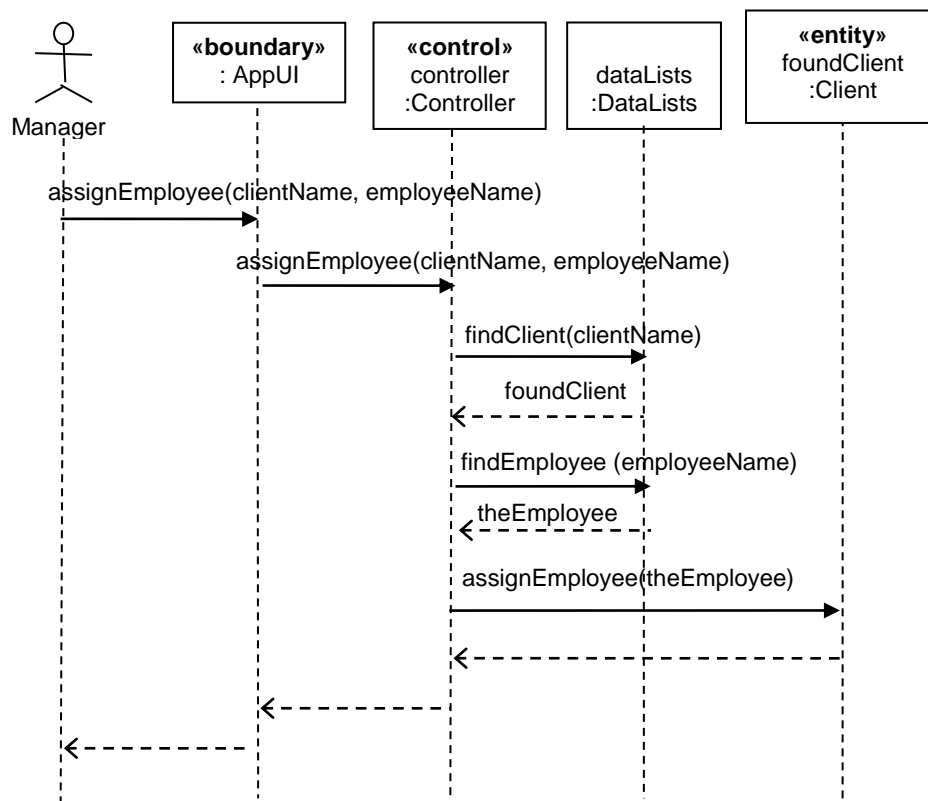 «boundary»
: AppUI
«control»
controller
:Controller
dataLists
:DataLists
«entity»
foundClient
:Client
Manager
assignEmployee(clientName, employeeName)
assignEmployee(clientName, employeeName)
findClient(clientName)
foundClient
findEmployee (employeeName)
theEmployee
assignEmployee(theEmployee)